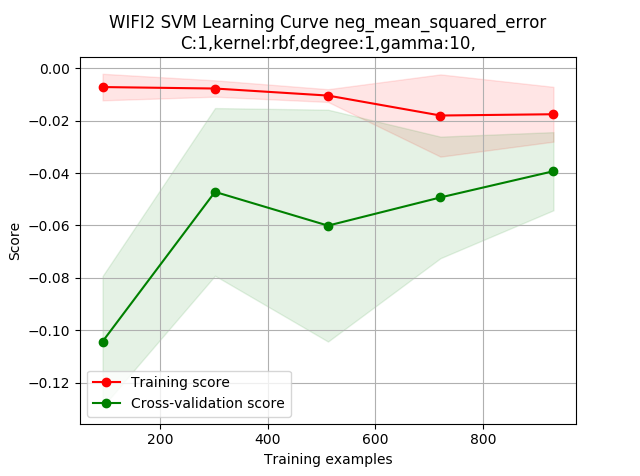 WIFI2 SVM Learning Curve neg_mean_squared_error
C:1,kernel:rbf,degree:1,gamma:10,
0.00
−0.02
−0.04
−0.06
−0.08
−0.10
−0.12
Score
Training score
Cross-validation score
200 400 600 800
Training examples